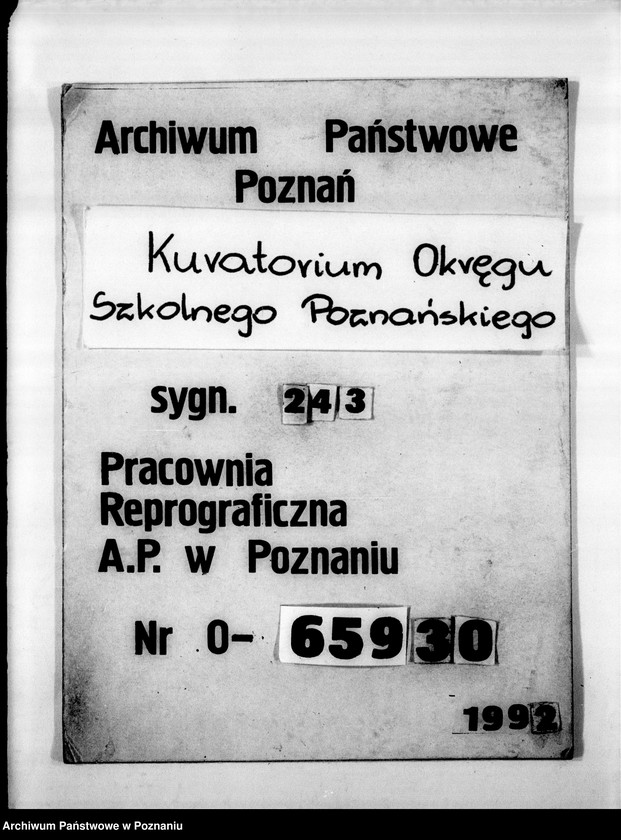 Archiwum Państwowe
Poznań
Kuratorium Okręgu
Szkolnego Poznańskiego
sygn. 243
Pracownia
Reprograficzna
A.P. w Poznaniu
Nr 0- 65930
1992
Archiwum Państwowe w Poznaniu